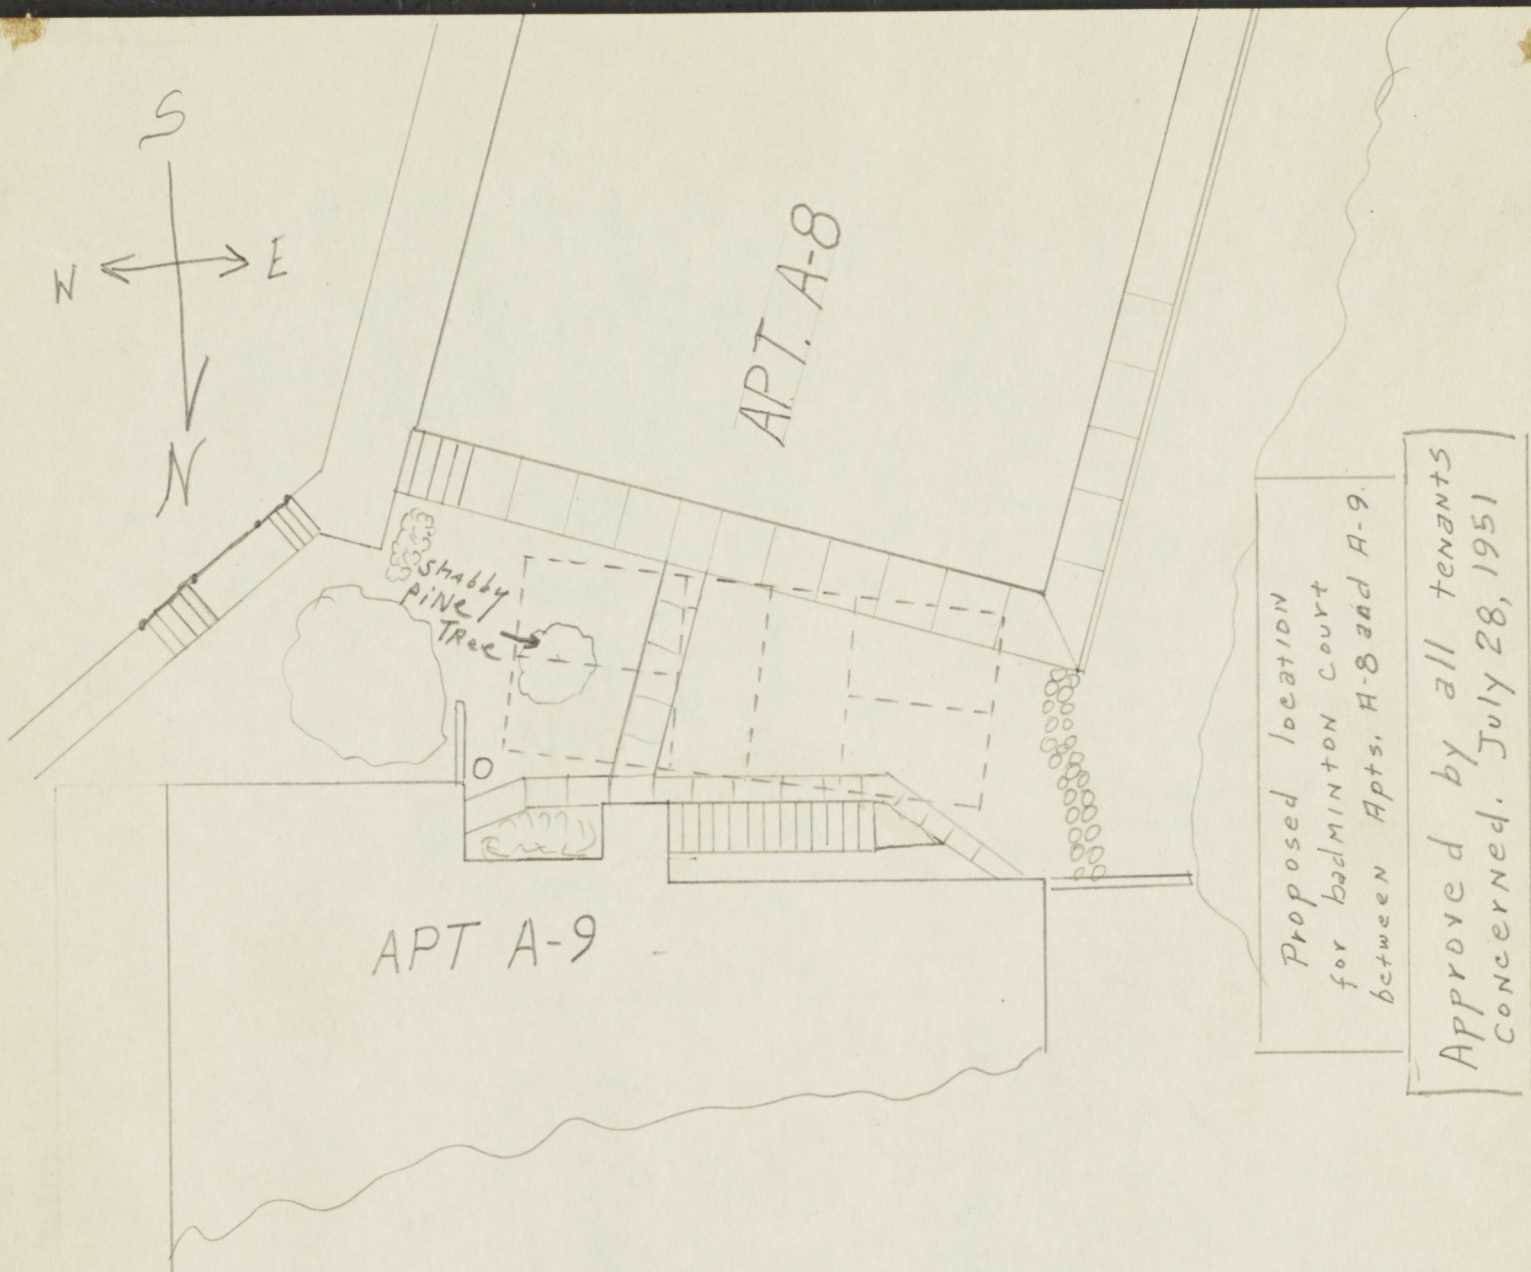 S
W
E
N
APT. A-8
SHAbby
PiNe
TRee
APT A-9
Proposed location
for badMINTON court
between Apts. A-8 and A-9.
Approved by all tenants
Concerned. July 28, 1951